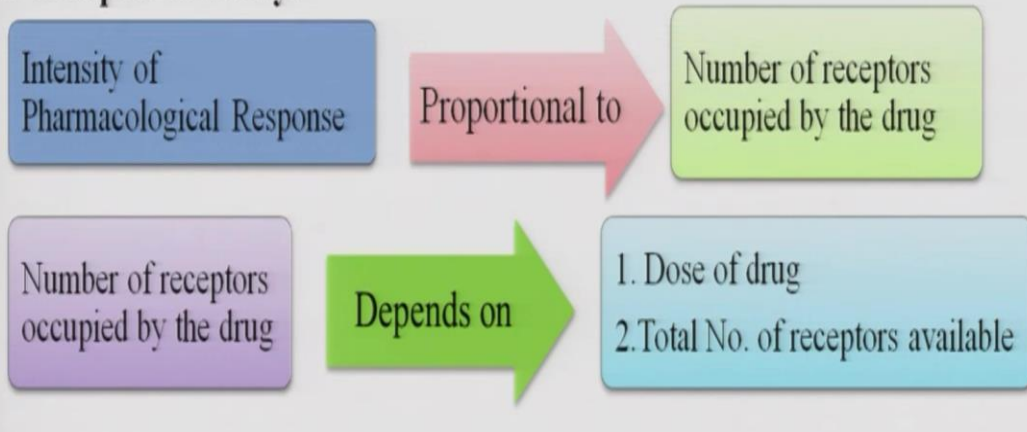 Intensity of
Pharmacological Response
Proportional to
Number of receptors
occupied by the drug
Number of receptors
occupied by the drug
Depends on
1. Dose of drug
2.Total No. of receptors available